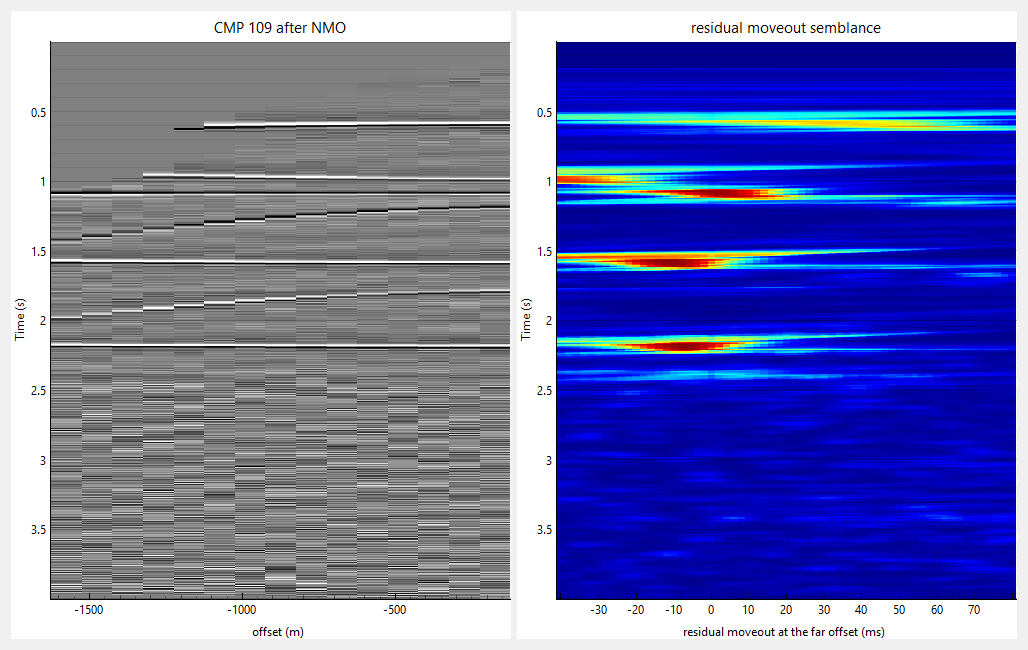 CMP 109 after NMO
0.5
1
1.5
2
2.5
3
3.5
Time (s)
-1500 -1000 -500
offset (m)
residual moveout semblance
0.5
1
1.5
2
2.5
3
3.5
Time (s)
-30 -20 -10 0 10 20 30 40 50 60 70
residual moveout at the far offset (ms)